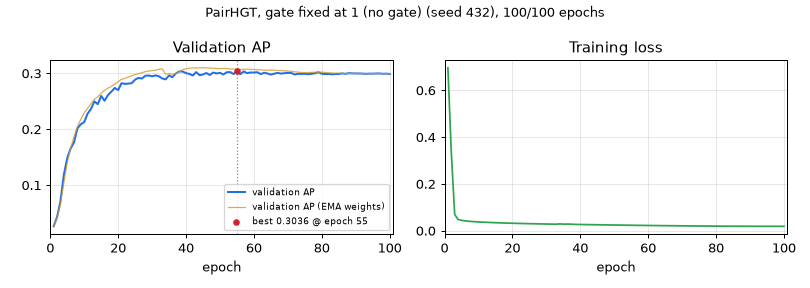 PairHGT, gate fixed at 1 (no gate) (seed 432), 100/100 epochs
Validation AP
0.3
0.2
0.1
0 20 40 60 80 100
epoch
validation AP
validation AP (EMA weights)
best 0.3036 @ epoch 55
Training loss
0.6
0.4
0.2
0.0
0 20 40 60 80 100
epoch